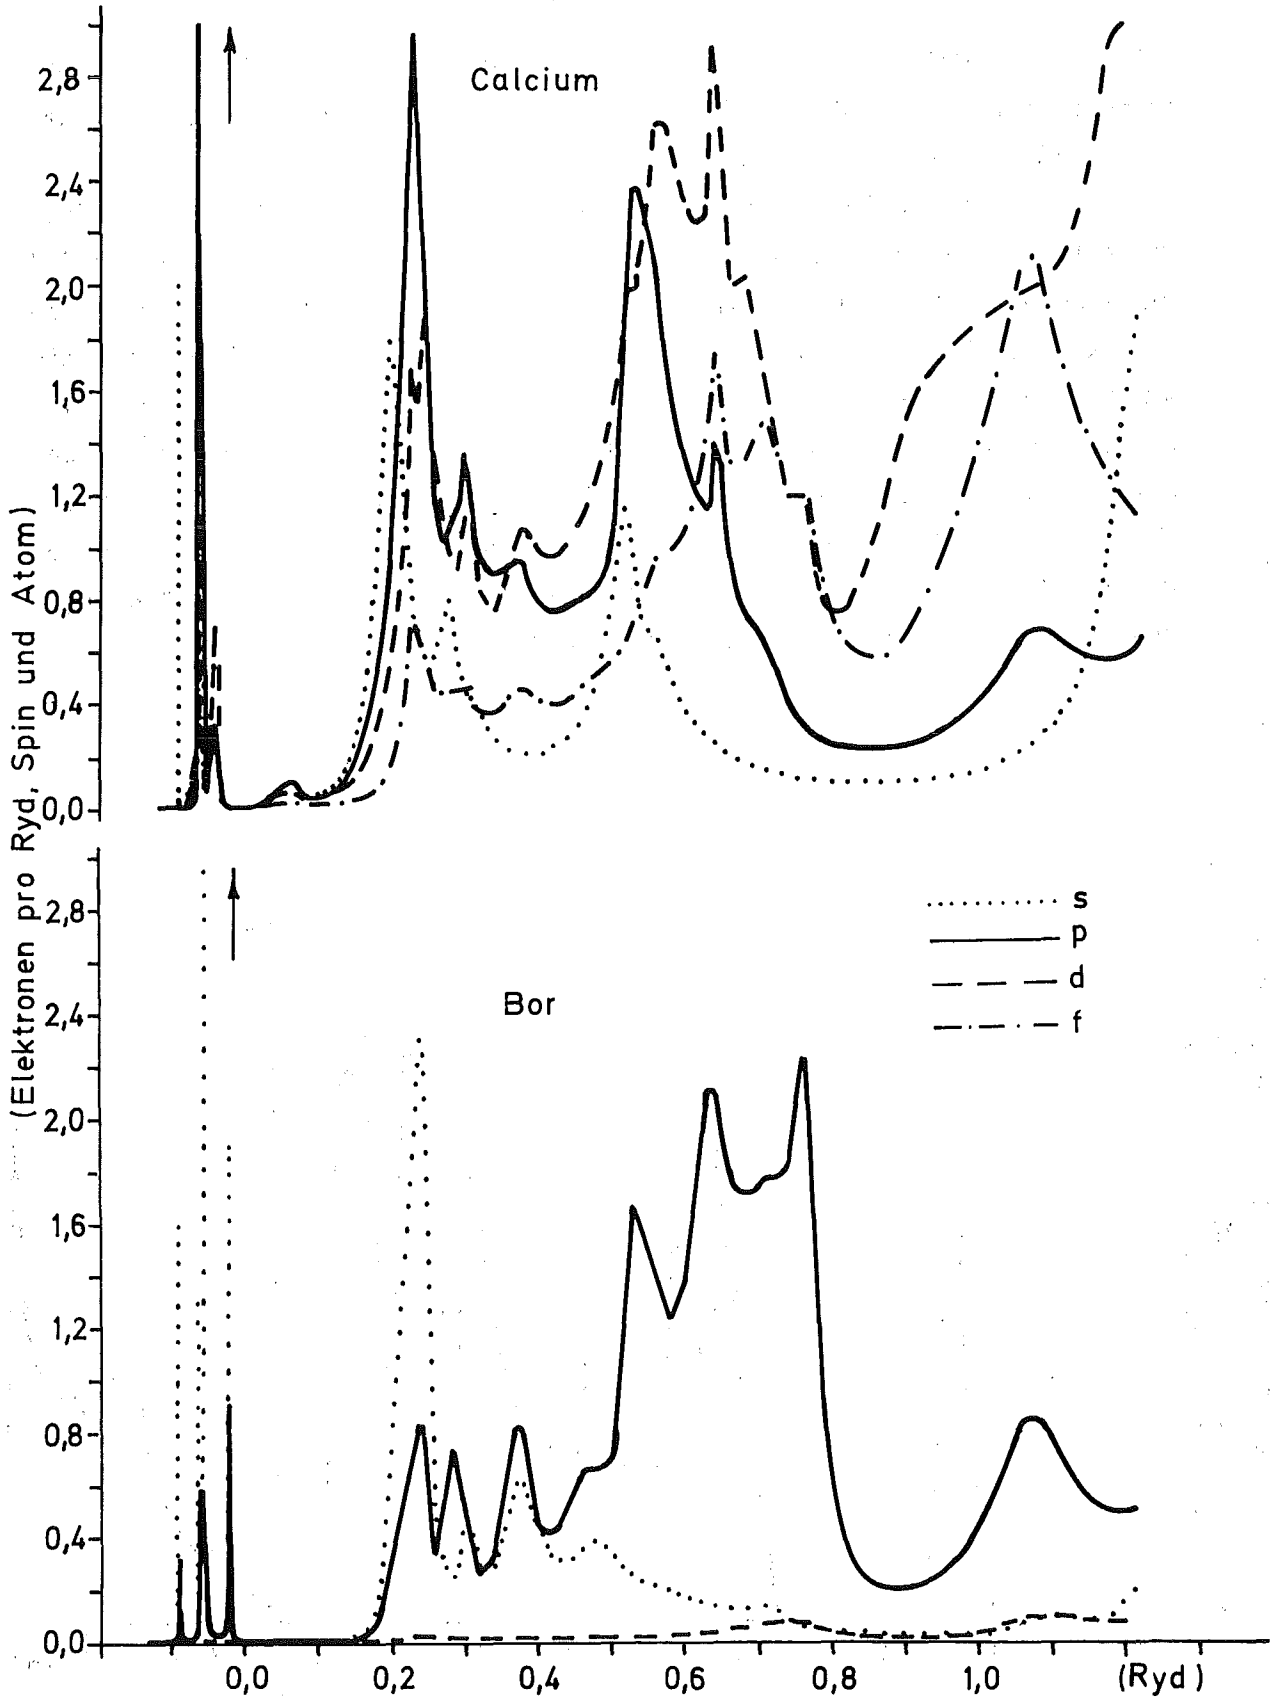 Calcium
2,8
2,4
2,0
1,6
1,2
0,8
0,4
0,0
(Elektronen pro Ryd, Spin und Atom)
Bor
s
p
d
f
2,8
2,4
2,0
1,6
1,2
0,8
0,4
0,0
0,0 0,2 0,4 0,6 0,8 1,0 (Ryd)